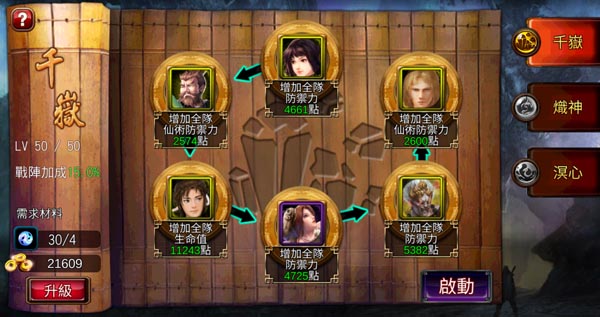 ?
千嶽
LV 50 / 50
戰陣加成15.0%
需求材料
30/4
21609
升級
增加全隊
防禦力
4661點
增加全隊
仙術防禦力
2574點
增加全隊
仙術防禦力
2600點
增加全隊
生命值
11243點
增加全隊
防禦力
4725點
增加全隊
防禦力
5382點
啟動
千嶽
熾神
溟心